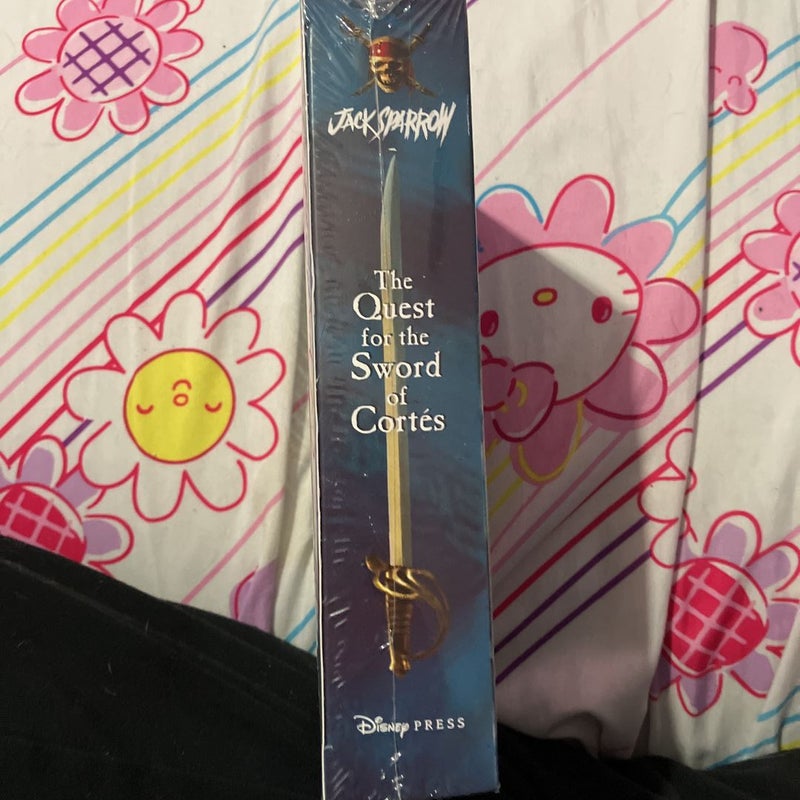 JACK SPARROW
The
Quest
for the
Sword
of
Cortés
Disney PRESS